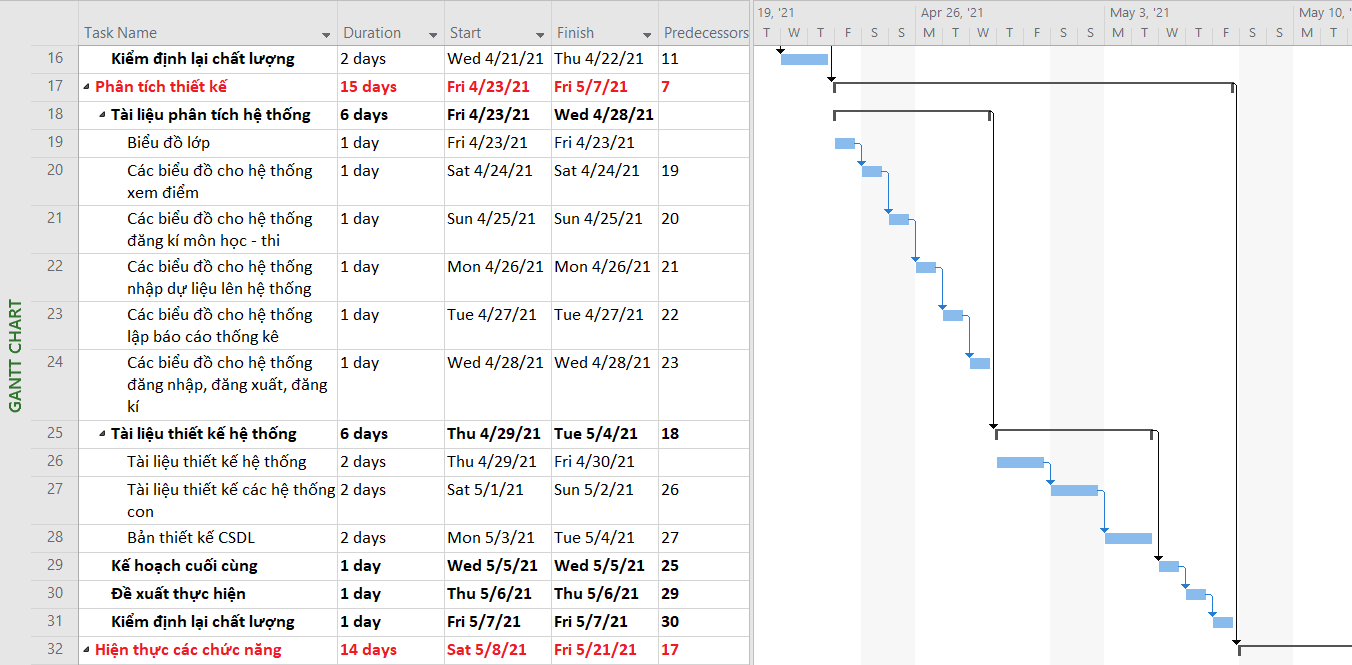 19, '21 Apr 26, '21 May 3, '21 May 10, '
Task Name Duration Start Finish Predecessors T W T F S S M T W T F S S M T W T F S S M T
16 Kiểm định lại chất lượng 2 days Wed 4/21/21 Thu 4/22/21 11
17 Phân tích thiết kế 15 days Fri 4/23/21 Fri 5/7/21 7
18 Tài liệu phân tích hệ thống 6 days Fri 4/23/21 Wed 4/28/21
19 Biểu đồ lớp 1 day Fri 4/23/21 Fri 4/23/21
20 Các biểu đồ cho hệ thống 1 day Sat 4/24/21 Sat 4/24/21 19
xem điểm
21 Các biểu đồ cho hệ thống 1 day Sun 4/25/21 Sun 4/25/21 20
đăng kí môn học - thi
22 Các biểu đồ cho hệ thống 1 day Mon 4/26/21 Mon 4/26/21 21
nhập dự liệu lên hệ thống
23 Các biểu đồ cho hệ thống 1 day Tue 4/27/21 Tue 4/27/21 22
lập báo cáo thống kê
24 Các biểu đồ cho hệ thống 1 day Wed 4/28/21 Wed 4/28/21 23
đăng nhập, đăng xuất, đăng
kí
25 Tài liệu thiết kế hệ thống 6 days Thu 4/29/21 Tue 5/4/21 18
26 Tài liệu thiết kế hệ thống 2 days Thu 4/29/21 Fri 4/30/21
27 Tài liệu thiết kế các hệ thống 2 days Sat 5/1/21 Sun 5/2/21 26
con
28 Bản thiết kế CSDL 2 days Mon 5/3/21 Tue 5/4/21 27
29 Kế hoạch cuối cùng 1 day Wed 5/5/21 Wed 5/5/21 25
30 Đề xuất thực hiện 1 day Thu 5/6/21 Thu 5/6/21 29
31 Kiểm định lại chất lượng 1 day Fri 5/7/21 Fri 5/7/21 30
32 Hiện thực các chức năng 14 days Sat 5/8/21 Fri 5/21/21 17
GANTT CHART